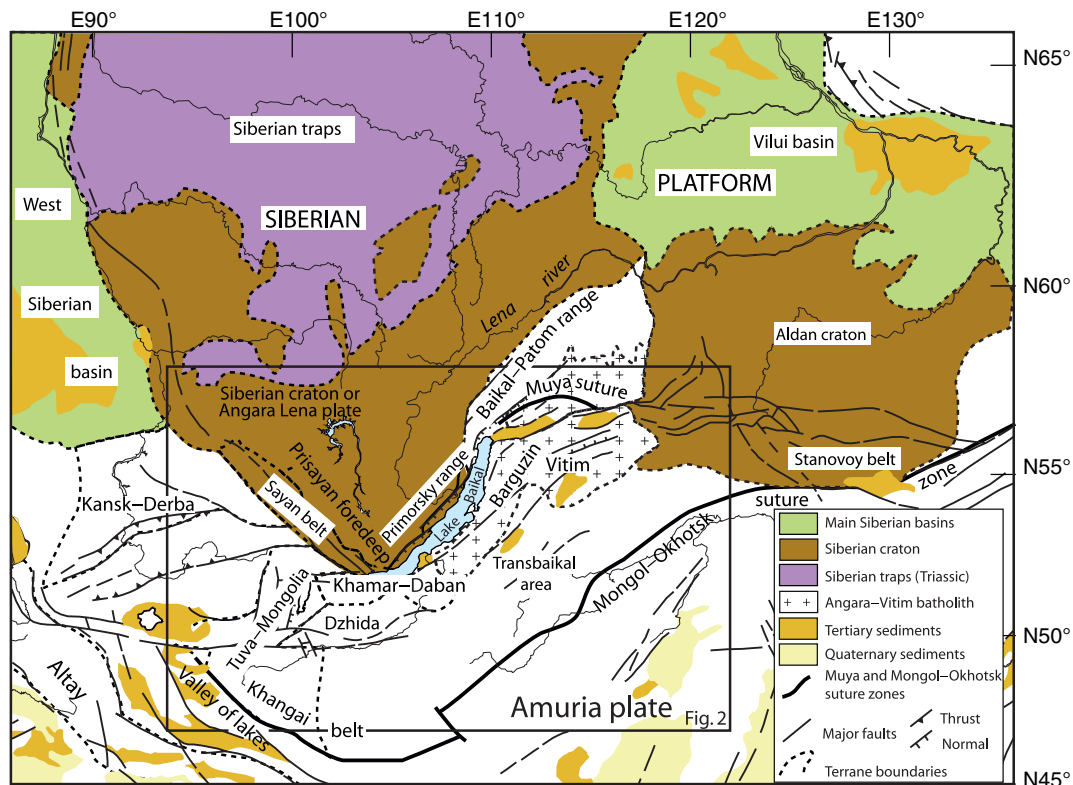 E90°
E100°
E110°
E120°
E130°
N65°
Siberian traps
Vilui basin
West
PLATFORM
SIBERIAN
Lena river
N60°
Siberian
Baikal–Patom range
Aldan craton
basin
Siberian craton or
Angara Lena plate
Muya suture
Prisayan foredeep
Primorsky range
Lake Baikal
Barguzin
Vitim
Stanovoy belt
N55°
Kansk–Derba
Sayan belt
Mongol–Okhotsk
suture
zone
Transbaikal
area
Khamar–Daban
Tuva–Mongolia
Dzhida
N50°
Altay
Valley of lakes
Khangai
belt
Amuria plate
Fig. 2
N45°
Main Siberian basins
Siberian craton
Siberian traps (Triassic)
Angara–Vitim batholith
Tertiary sediments
Quaternary sediments
Muya and Mongol–Okhotsk
suture zones
Major faults
Thrust
Normal
Terrane boundaries